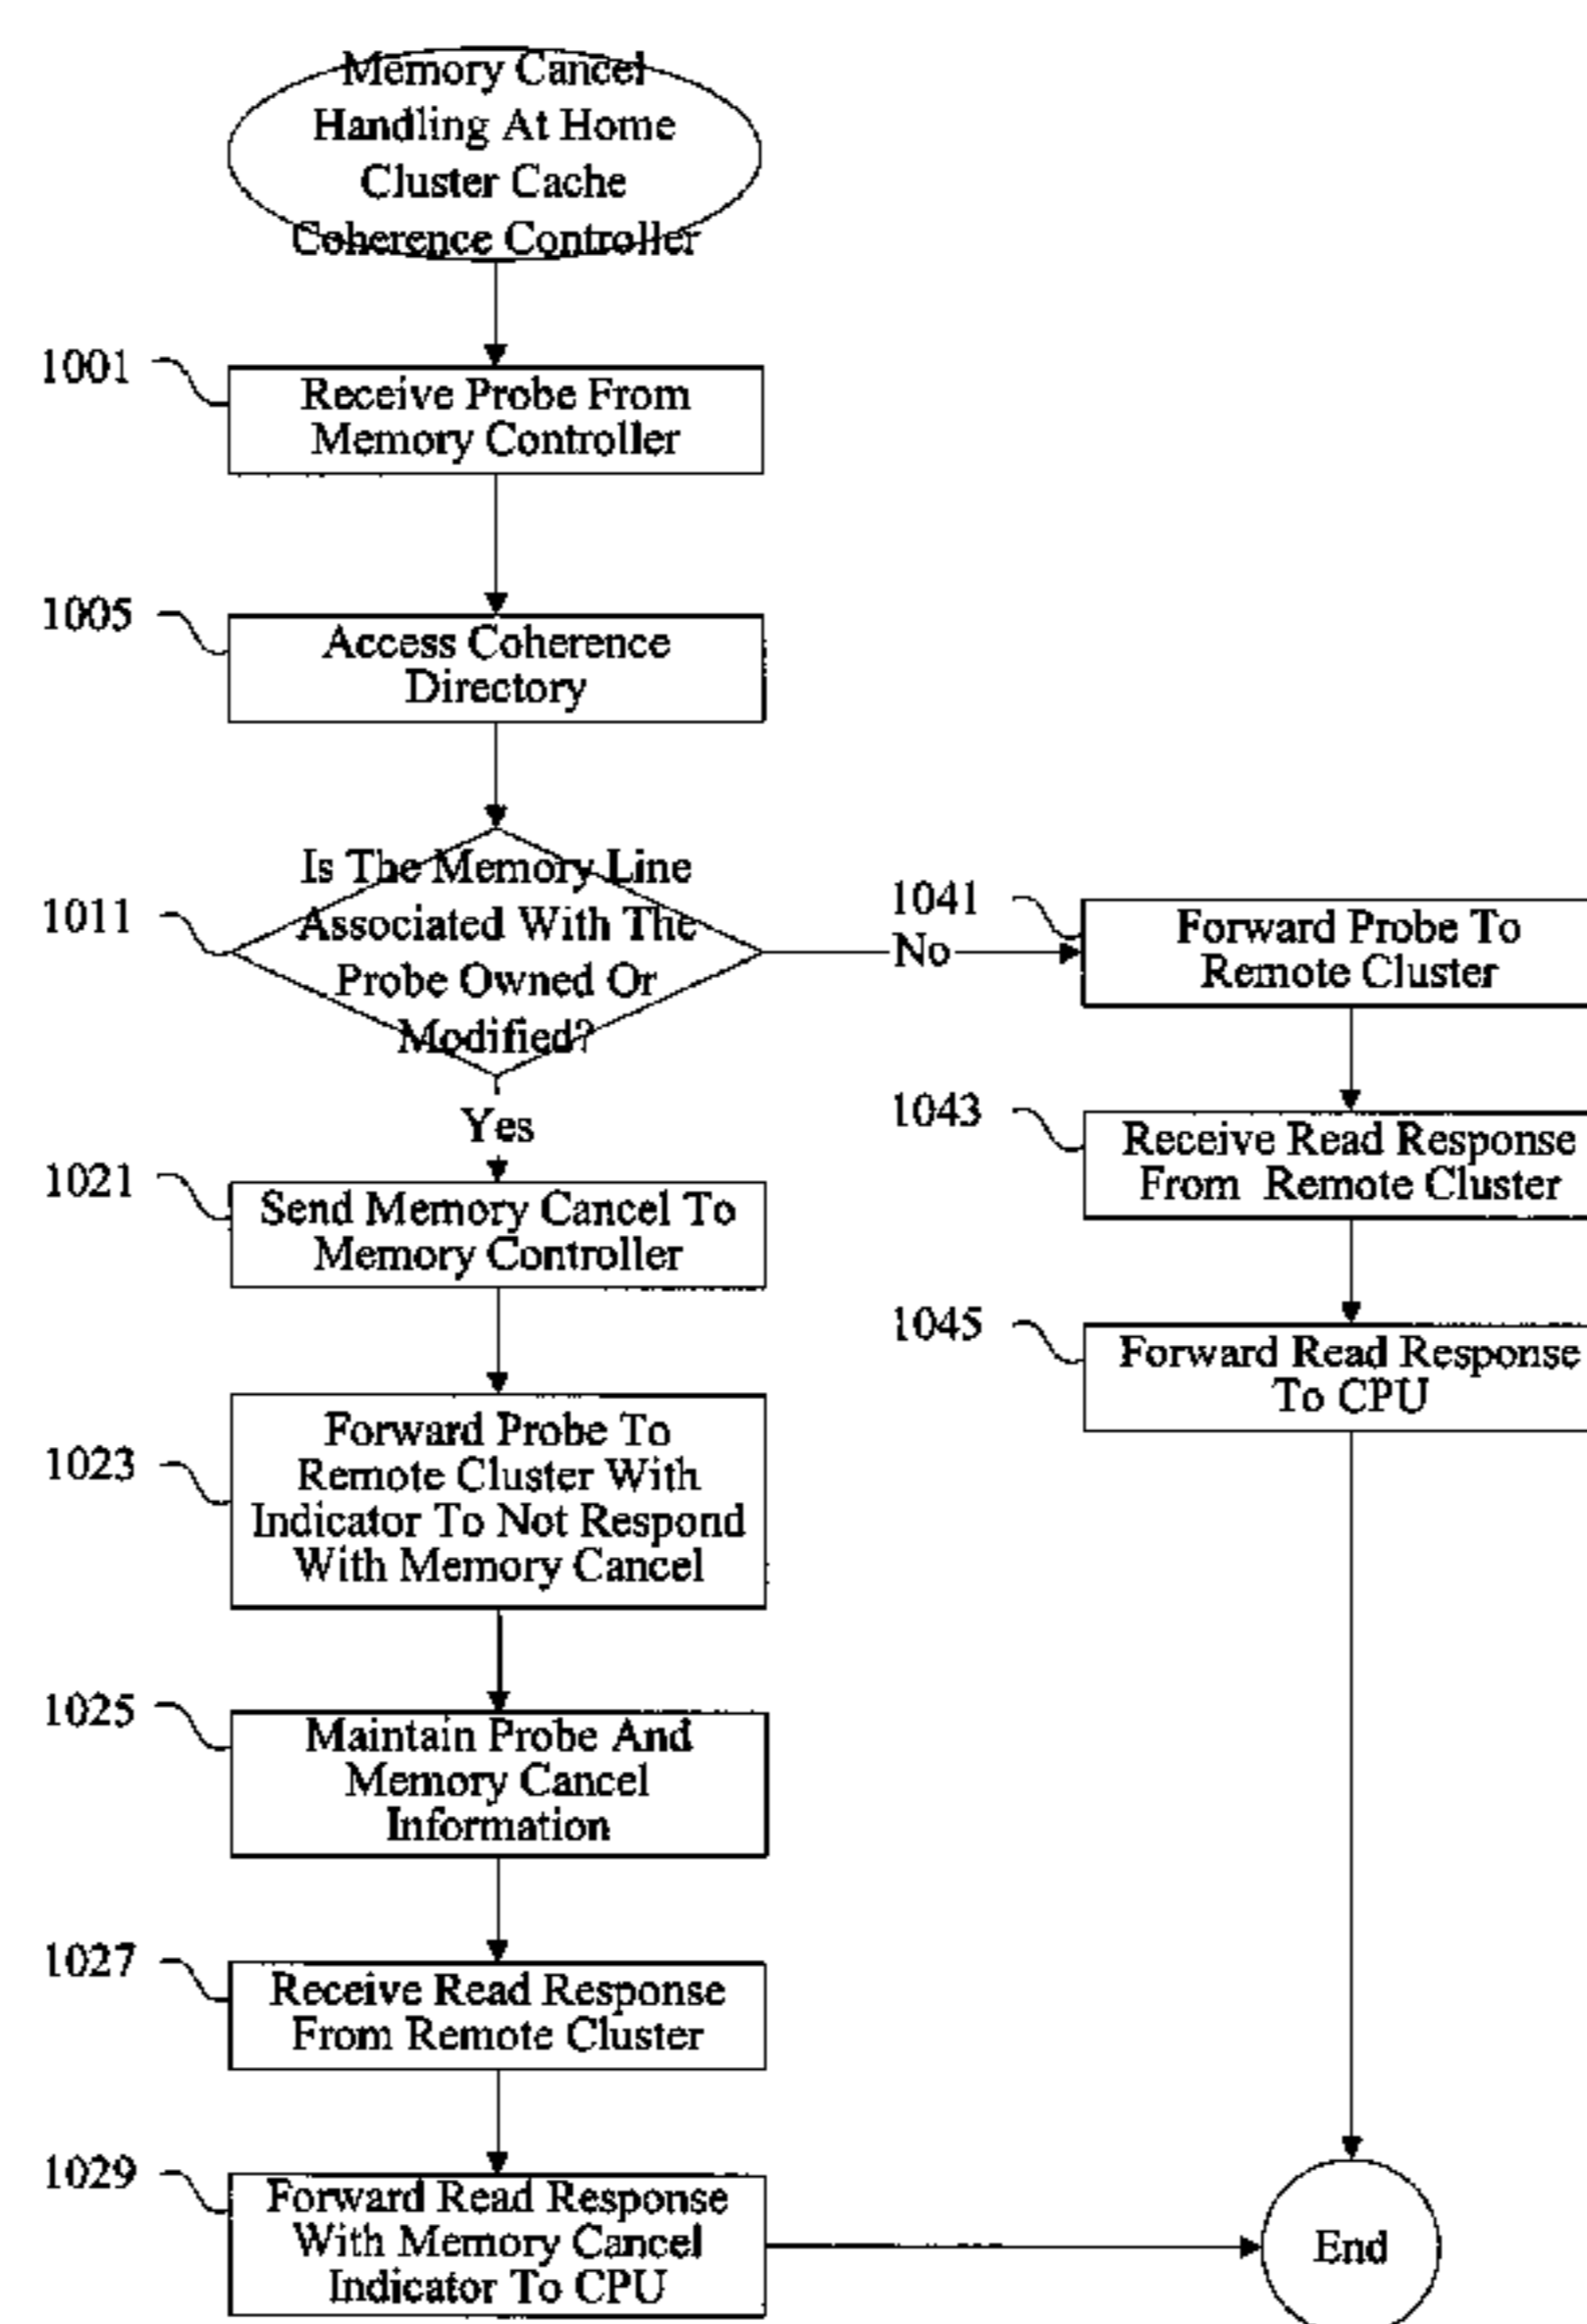 Memory Cancel
Handling At Home
Cluster Cache
Coherence Controller
1001
Receive Probe From
Memory Controller
1005
Access Coherence
Directory
1011
Is The Memory Line
Associated With The
Probe Owned Or
Modified?
No
Yes
1021
Send Memory Cancel To
Memory Controller
1023
Forward Probe To
Remote Cluster With
Indicator To Not Respond
With Memory Cancel
1025
Maintain Probe And
Memory Cancel
Information
1027
Receive Read Response
From Remote Cluster
1029
Forward Read Response
With Memory Cancel
Indicator To CPU
1041
Forward Probe To
Remote Cluster
1043
Receive Read Response
From Remote Cluster
1045
Forward Read Response
To CPU
End